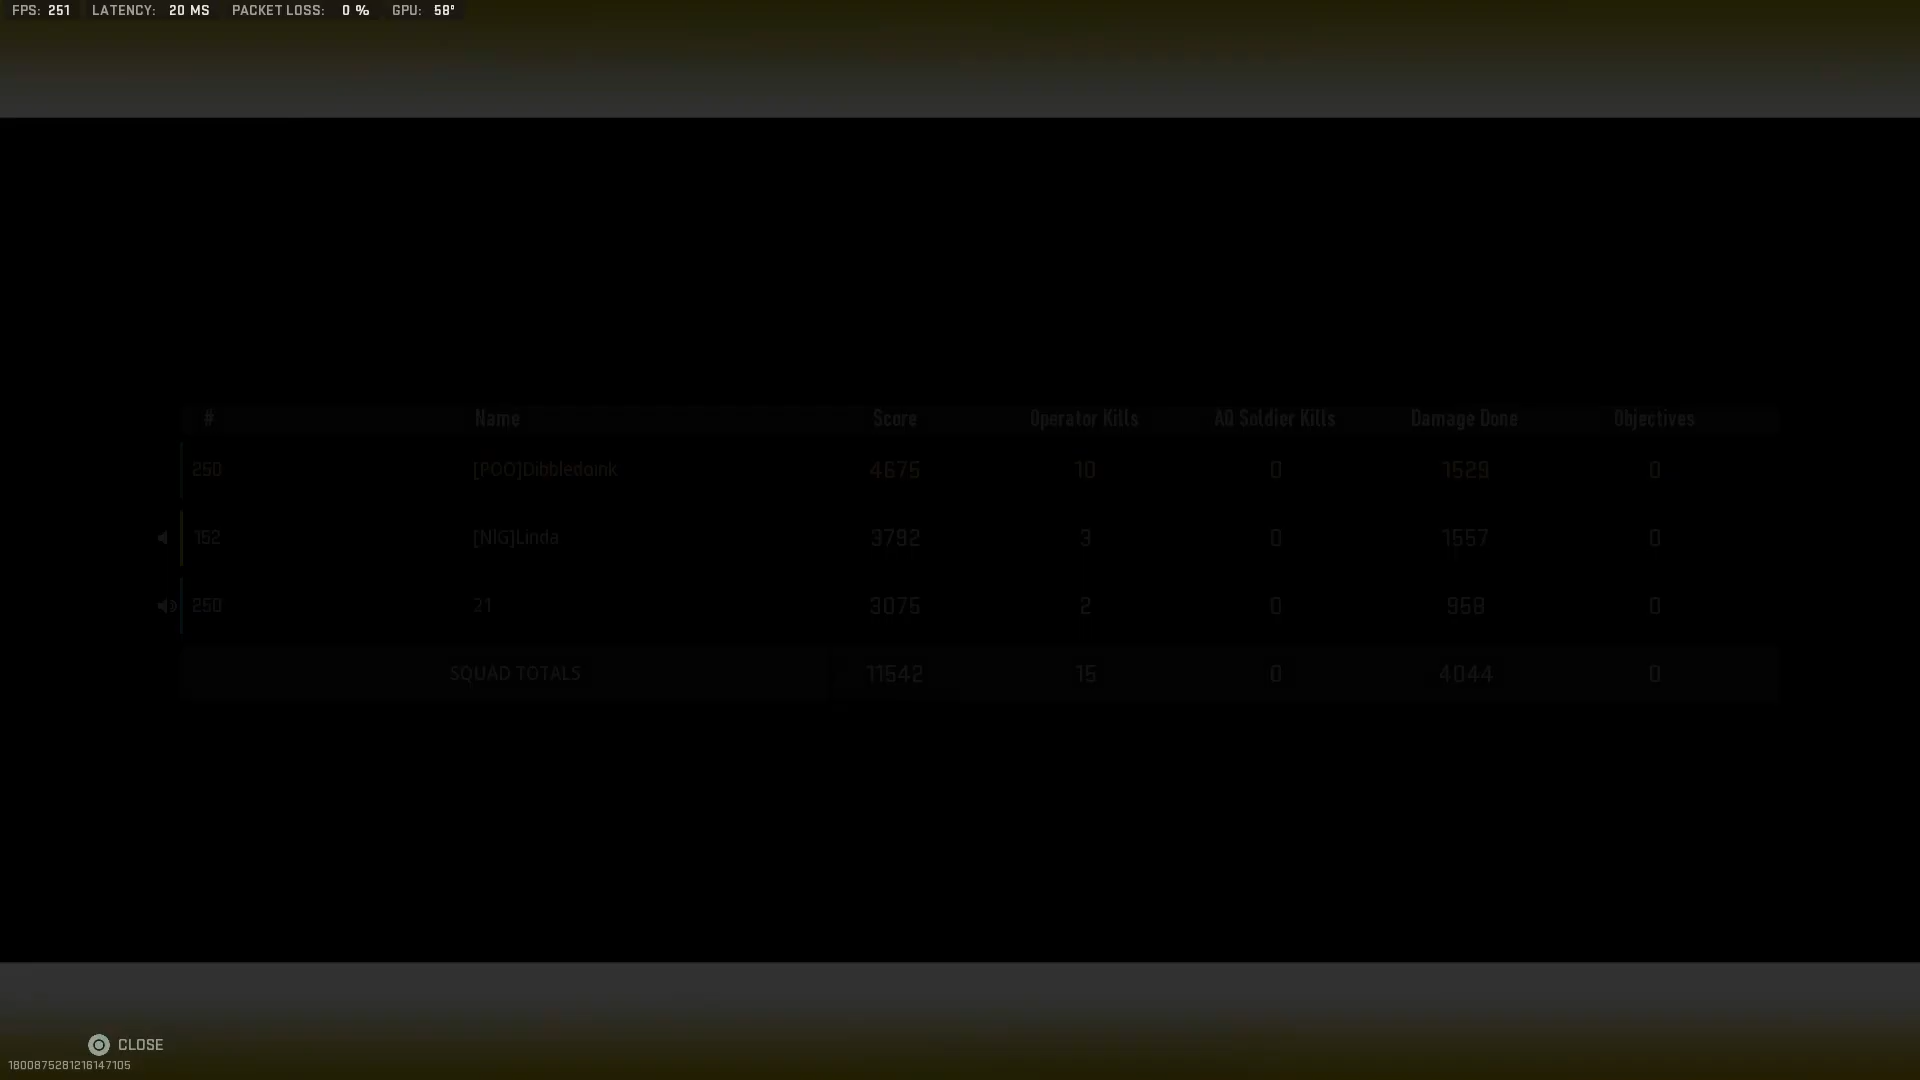 FPS: 251 LATENCY: 20 MS PACKET LOSS: 0 % GPU: 58°
# Name Score Operator Kills AQ Soldier Kills Damage Done Objectives
250 [POO]Dibbledoink 4675 10 0 1529 0
152 [NIG]Linda 3792 3 0 1557 0
250 21 3075 2 0 958 0
SQUAD TOTALS 11542 15 0 4044 0
CLOSE
18008752812161471​05